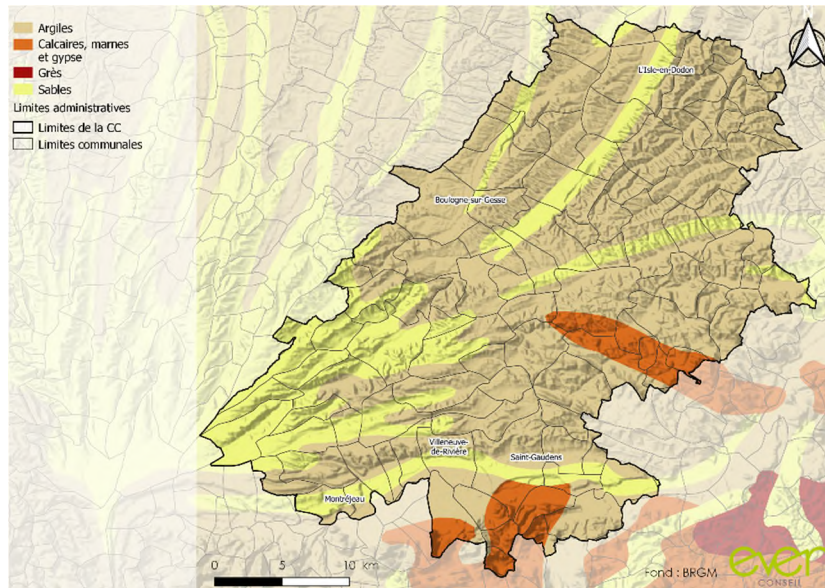 Argiles
Calcaires, marnes
et gypse
Grès
Sables
Limites administratives
Limites de la CC
Limites communales
N
L'Isle-en-Dodon
Boulogne-sur-Gesse
Villeneuve-
de-Rivière
Saint-Gaudens
Montréjeau
0 5 10 km
Fond : BRGM
even
CONSEIL